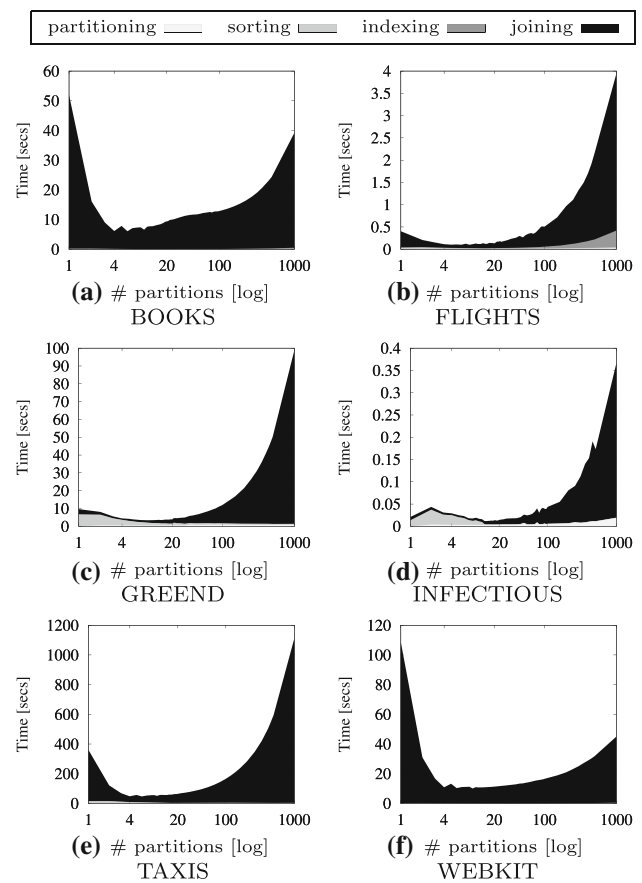 partitioning sorting indexing joining
Time [secs]
60
50
40
30
20
10
0
1 4 20 100 1000
(a) # partitions [log]
BOOKS
Time [secs]
4
3.5
3
2.5
2
1.5
1
0.5
0
1 4 20 100 1000
(b) # partitions [log]
FLIGHTS
Time [secs]
100
90
80
70
60
50
40
30
20
10
0
1 4 20 100 1000
(c) # partitions [log]
GREEND
Time [secs]
0.4
0.35
0.3
0.25
0.2
0.15
0.1
0.05
0
1 4 20 100 1000
(d) # partitions [log]
INFECTIOUS
Time [secs]
1200
1000
800
600
400
200
0
1 4 20 100 1000
(e) # partitions [log]
TAXIS
Time [secs]
120
100
80
60
40
20
0
1 4 20 100 1000
(f) # partitions [log]
WEBKIT